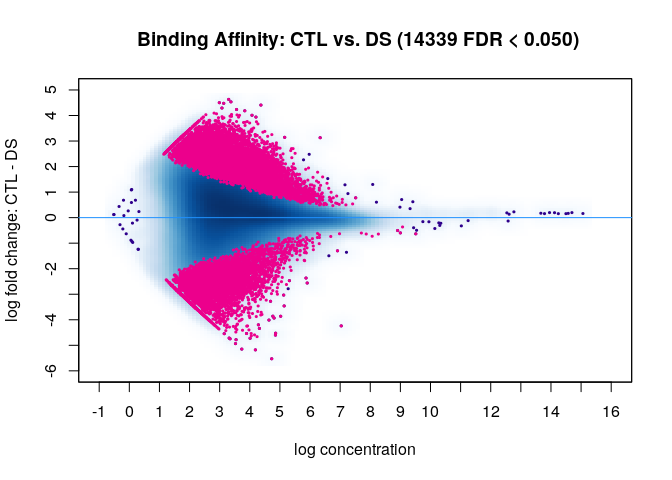 Binding Affinity: CTL vs. DS (14339 FDR < 0.050)
log fold change: CTL - DS
5
4
3
2
1
0
-2
-4
-6
-1 0 1 2 3 4 5 6 7 8 9 10 12 14 16
log concentration